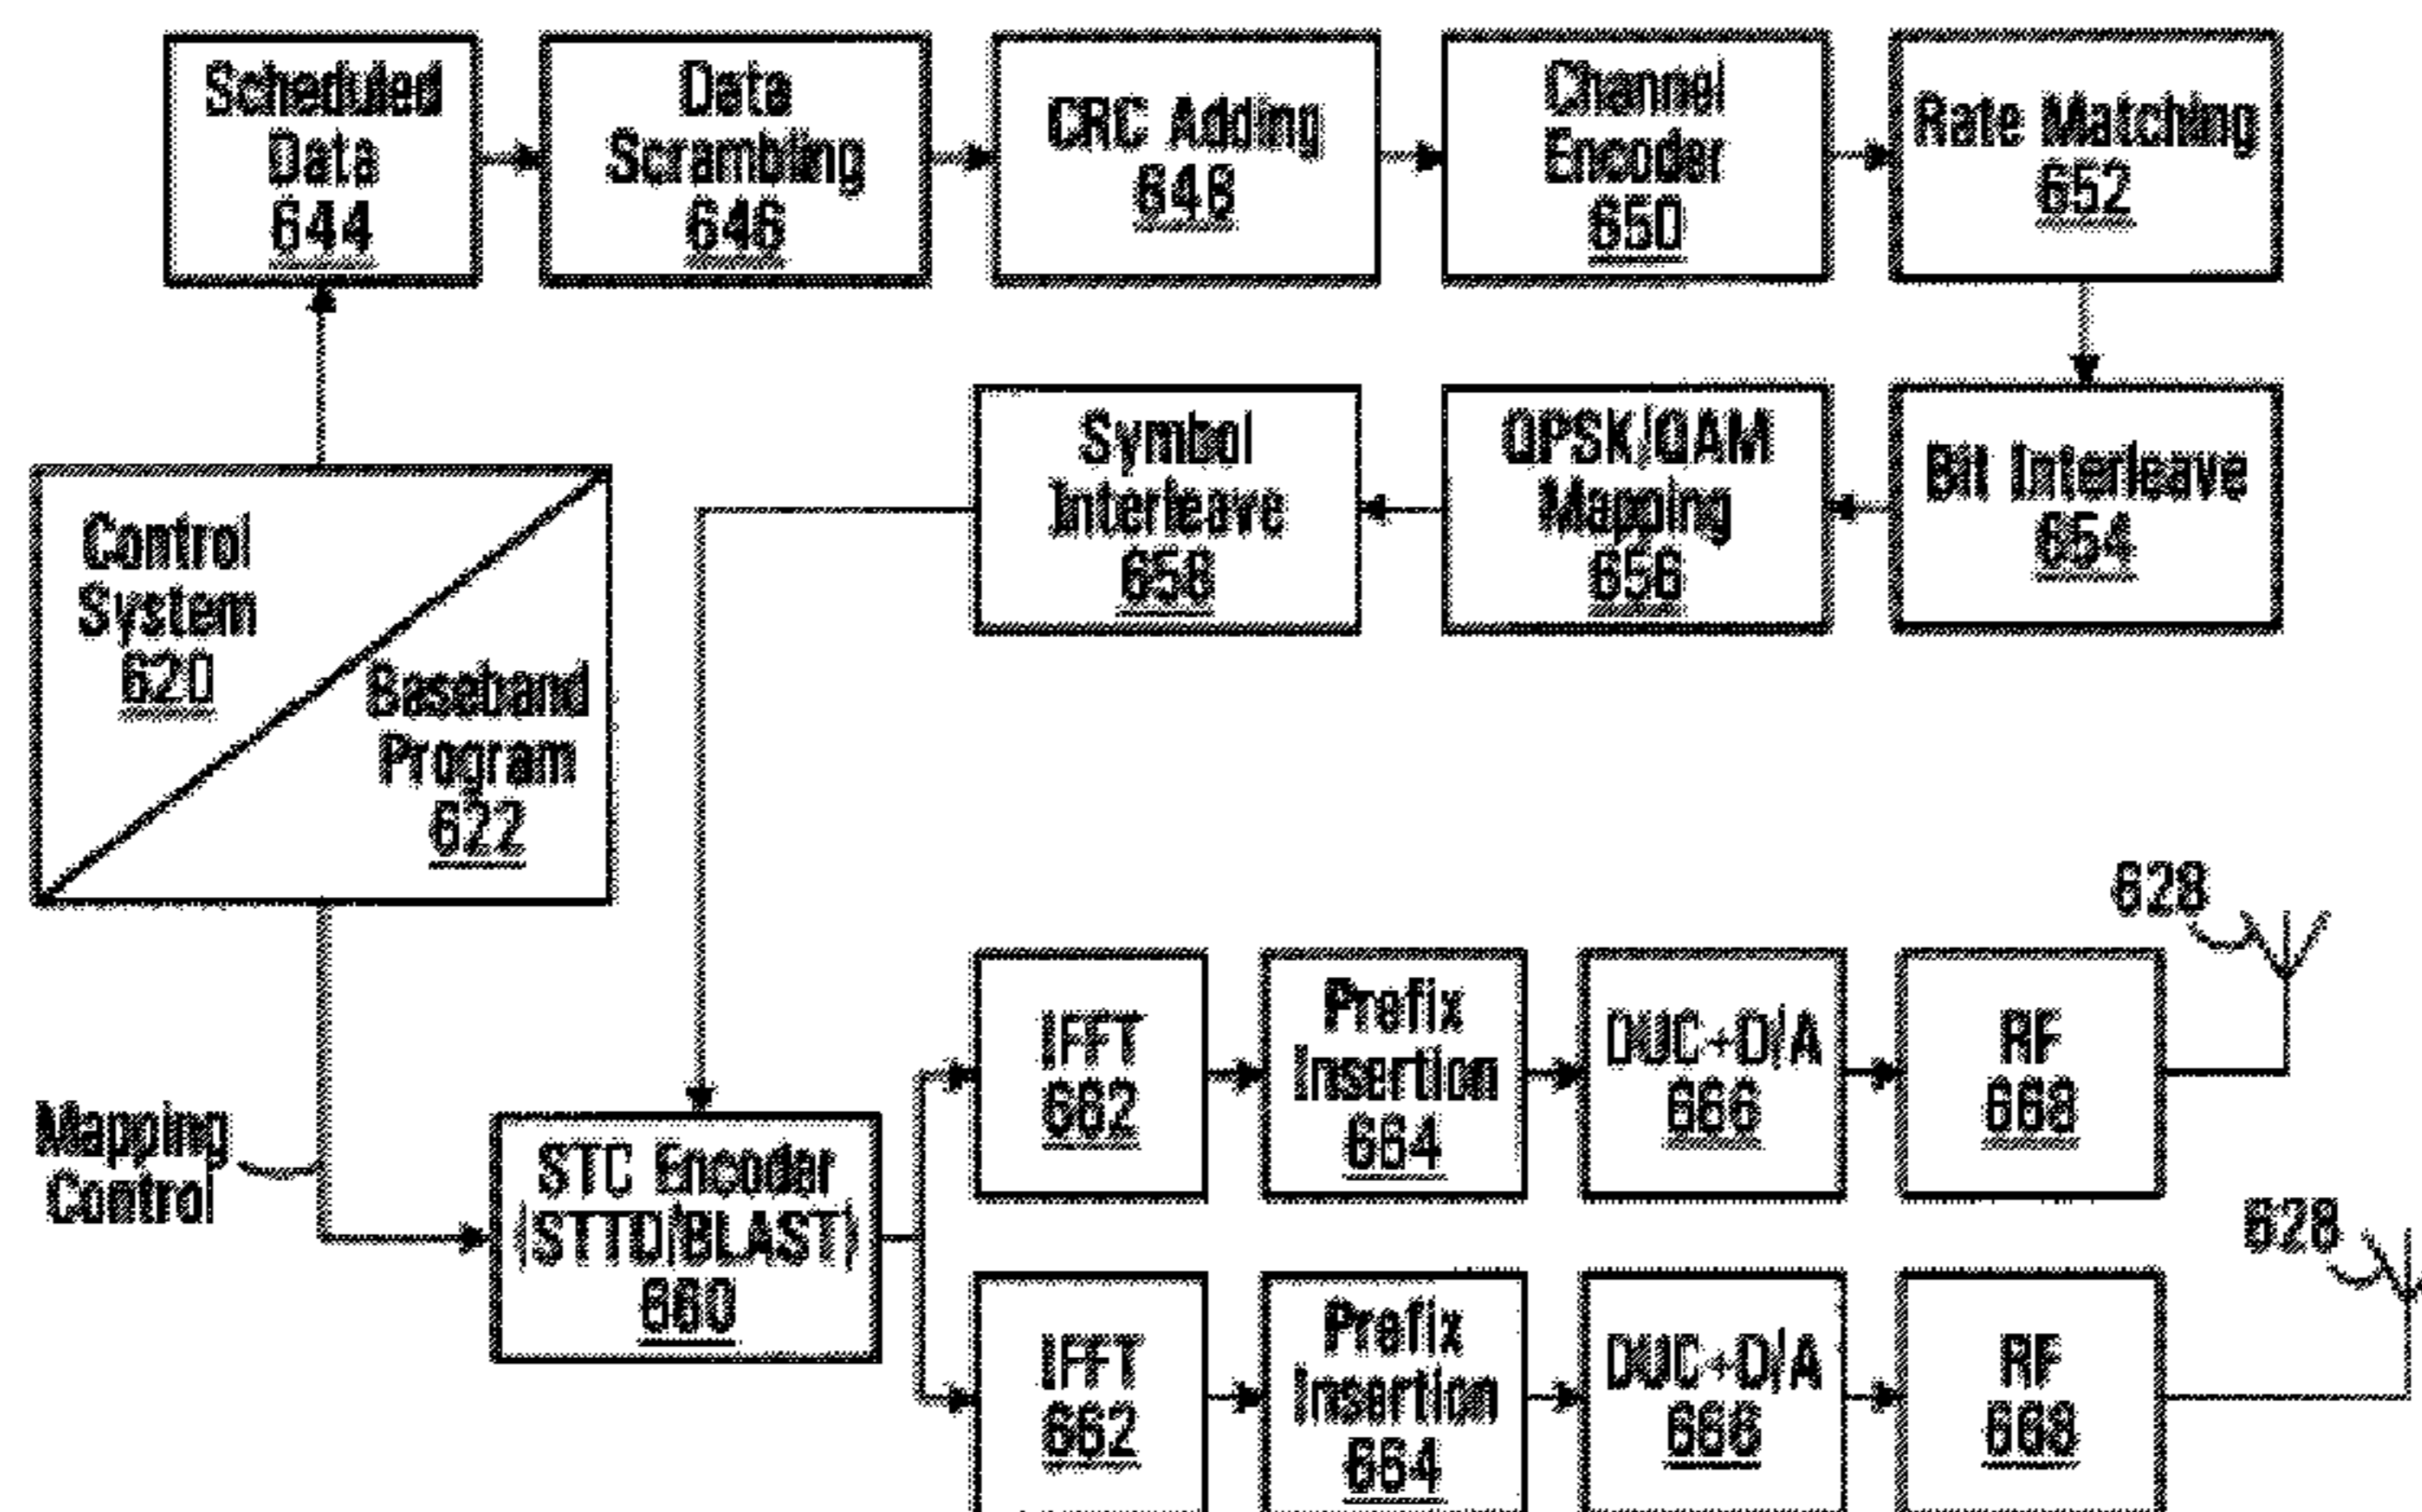 Scheduled
Data
644
Data
Scrambling
646
CRC Adding
648
Channel
Encoder
650
Rate Matching
652
Symbol
Interleave
658
QPSK/QAM
Mapping
656
Bit Interleave
654
Control
System
620
Baseband
Program
622
628
Mapping
Control
STC Encoder
(STTD/BLAST)
660
IFFT
662
Prefix
Insertion
664
DUC+D/A
666
RF
668
628
IFFT
662
Prefix
Insertion
664
DUC+D/A
666
RF
668